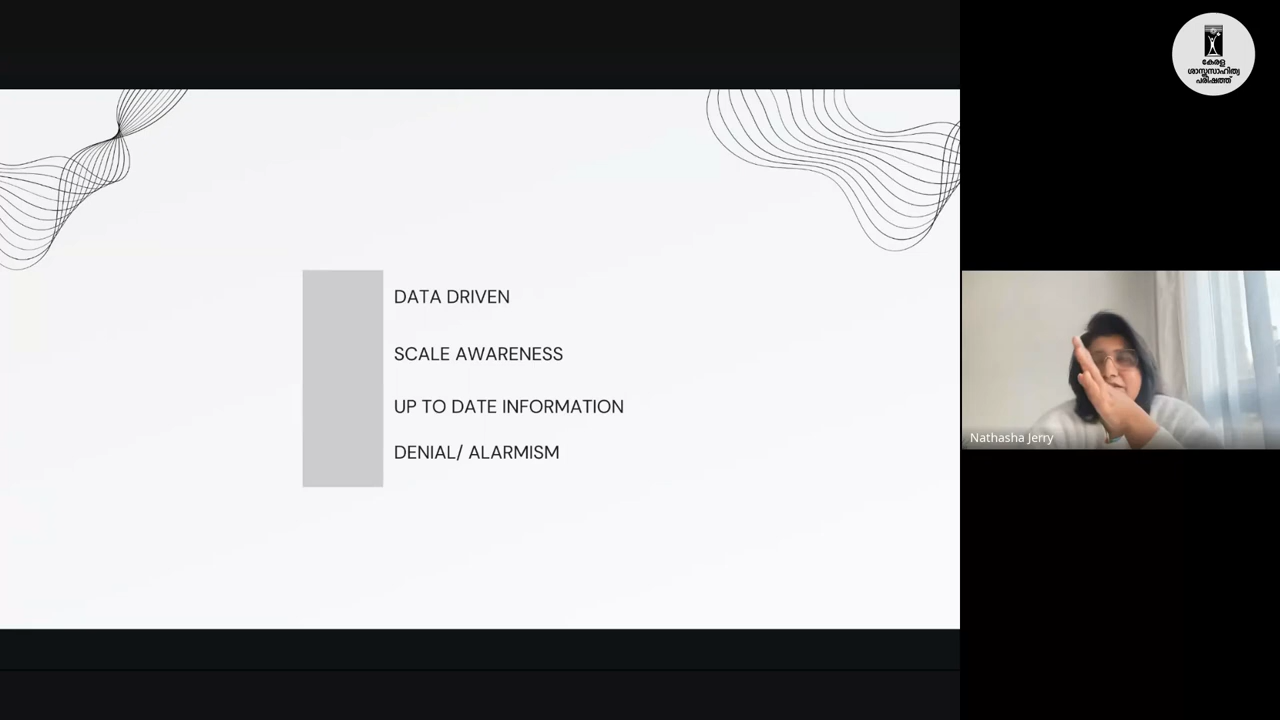 കേരള
ശാസ്ത്രസാഹിത്യ
പരിഷത്ത്
DATA DRIVEN
SCALE AWARENESS
UP TO DATE INFORMATION
DENIAL/ ALARMISM
Nathasha Jerry